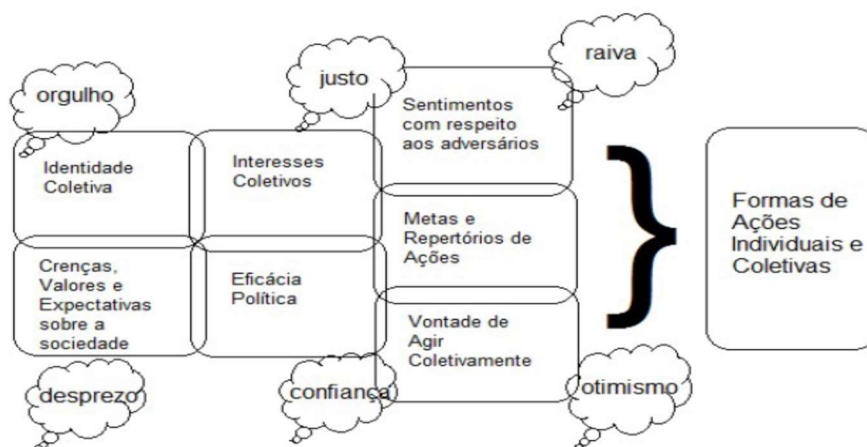 orgulho
justo
raiva
Identidade
Coletiva
Interesses
Coletivos
Sentimentos
com respeito
aos adversários
Crenças,
Valores e
Expectativas
sobre a
sociedade
Eficácia
Política
Metas e
Repertórios de
Ações
Vontade de
Agir
Coletivamente
}
Formas de
Ações
Individuais e
Coletivas
desprezo
confiança
otimismo